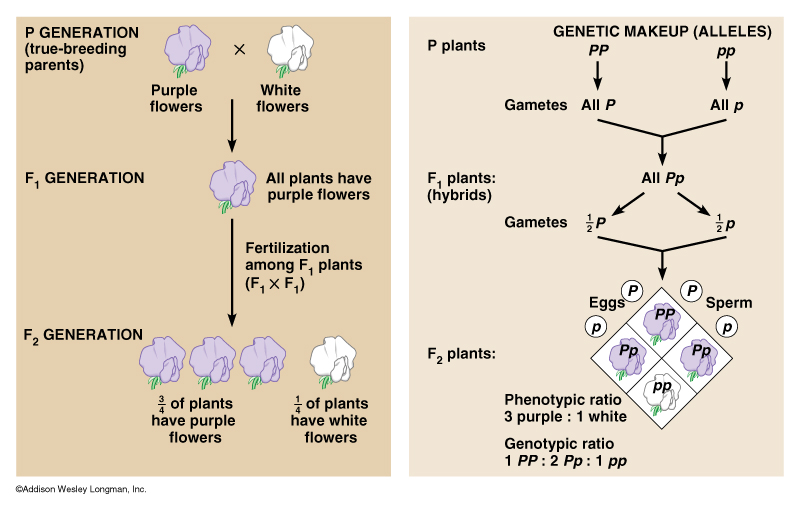 P GENERATION
(true-breeding
parents)
×
Purple
flowers
White
flowers
F₁ GENERATION
All plants have
purple flowers
Fertilization
among F₁ plants
(F₁ × F₁)
F₂ GENERATION
3/4 of plants
have purple
flowers
1/4 of plants
have white
flowers
GENETIC MAKEUP (ALLELES)
P plants
PP
pp
Gametes
All P
All p
F₁ plants:
(hybrids)
All Pp
Gametes
1/2 P
1/2 p
Eggs
P
P
Sperm
p
p
PP
F₂ plants:
Pp
Pp
pp
Phenotypic ratio
3 purple : 1 white
Genotypic ratio
1 PP : 2 Pp : 1 pp
©Addison Wesley Longman, Inc.